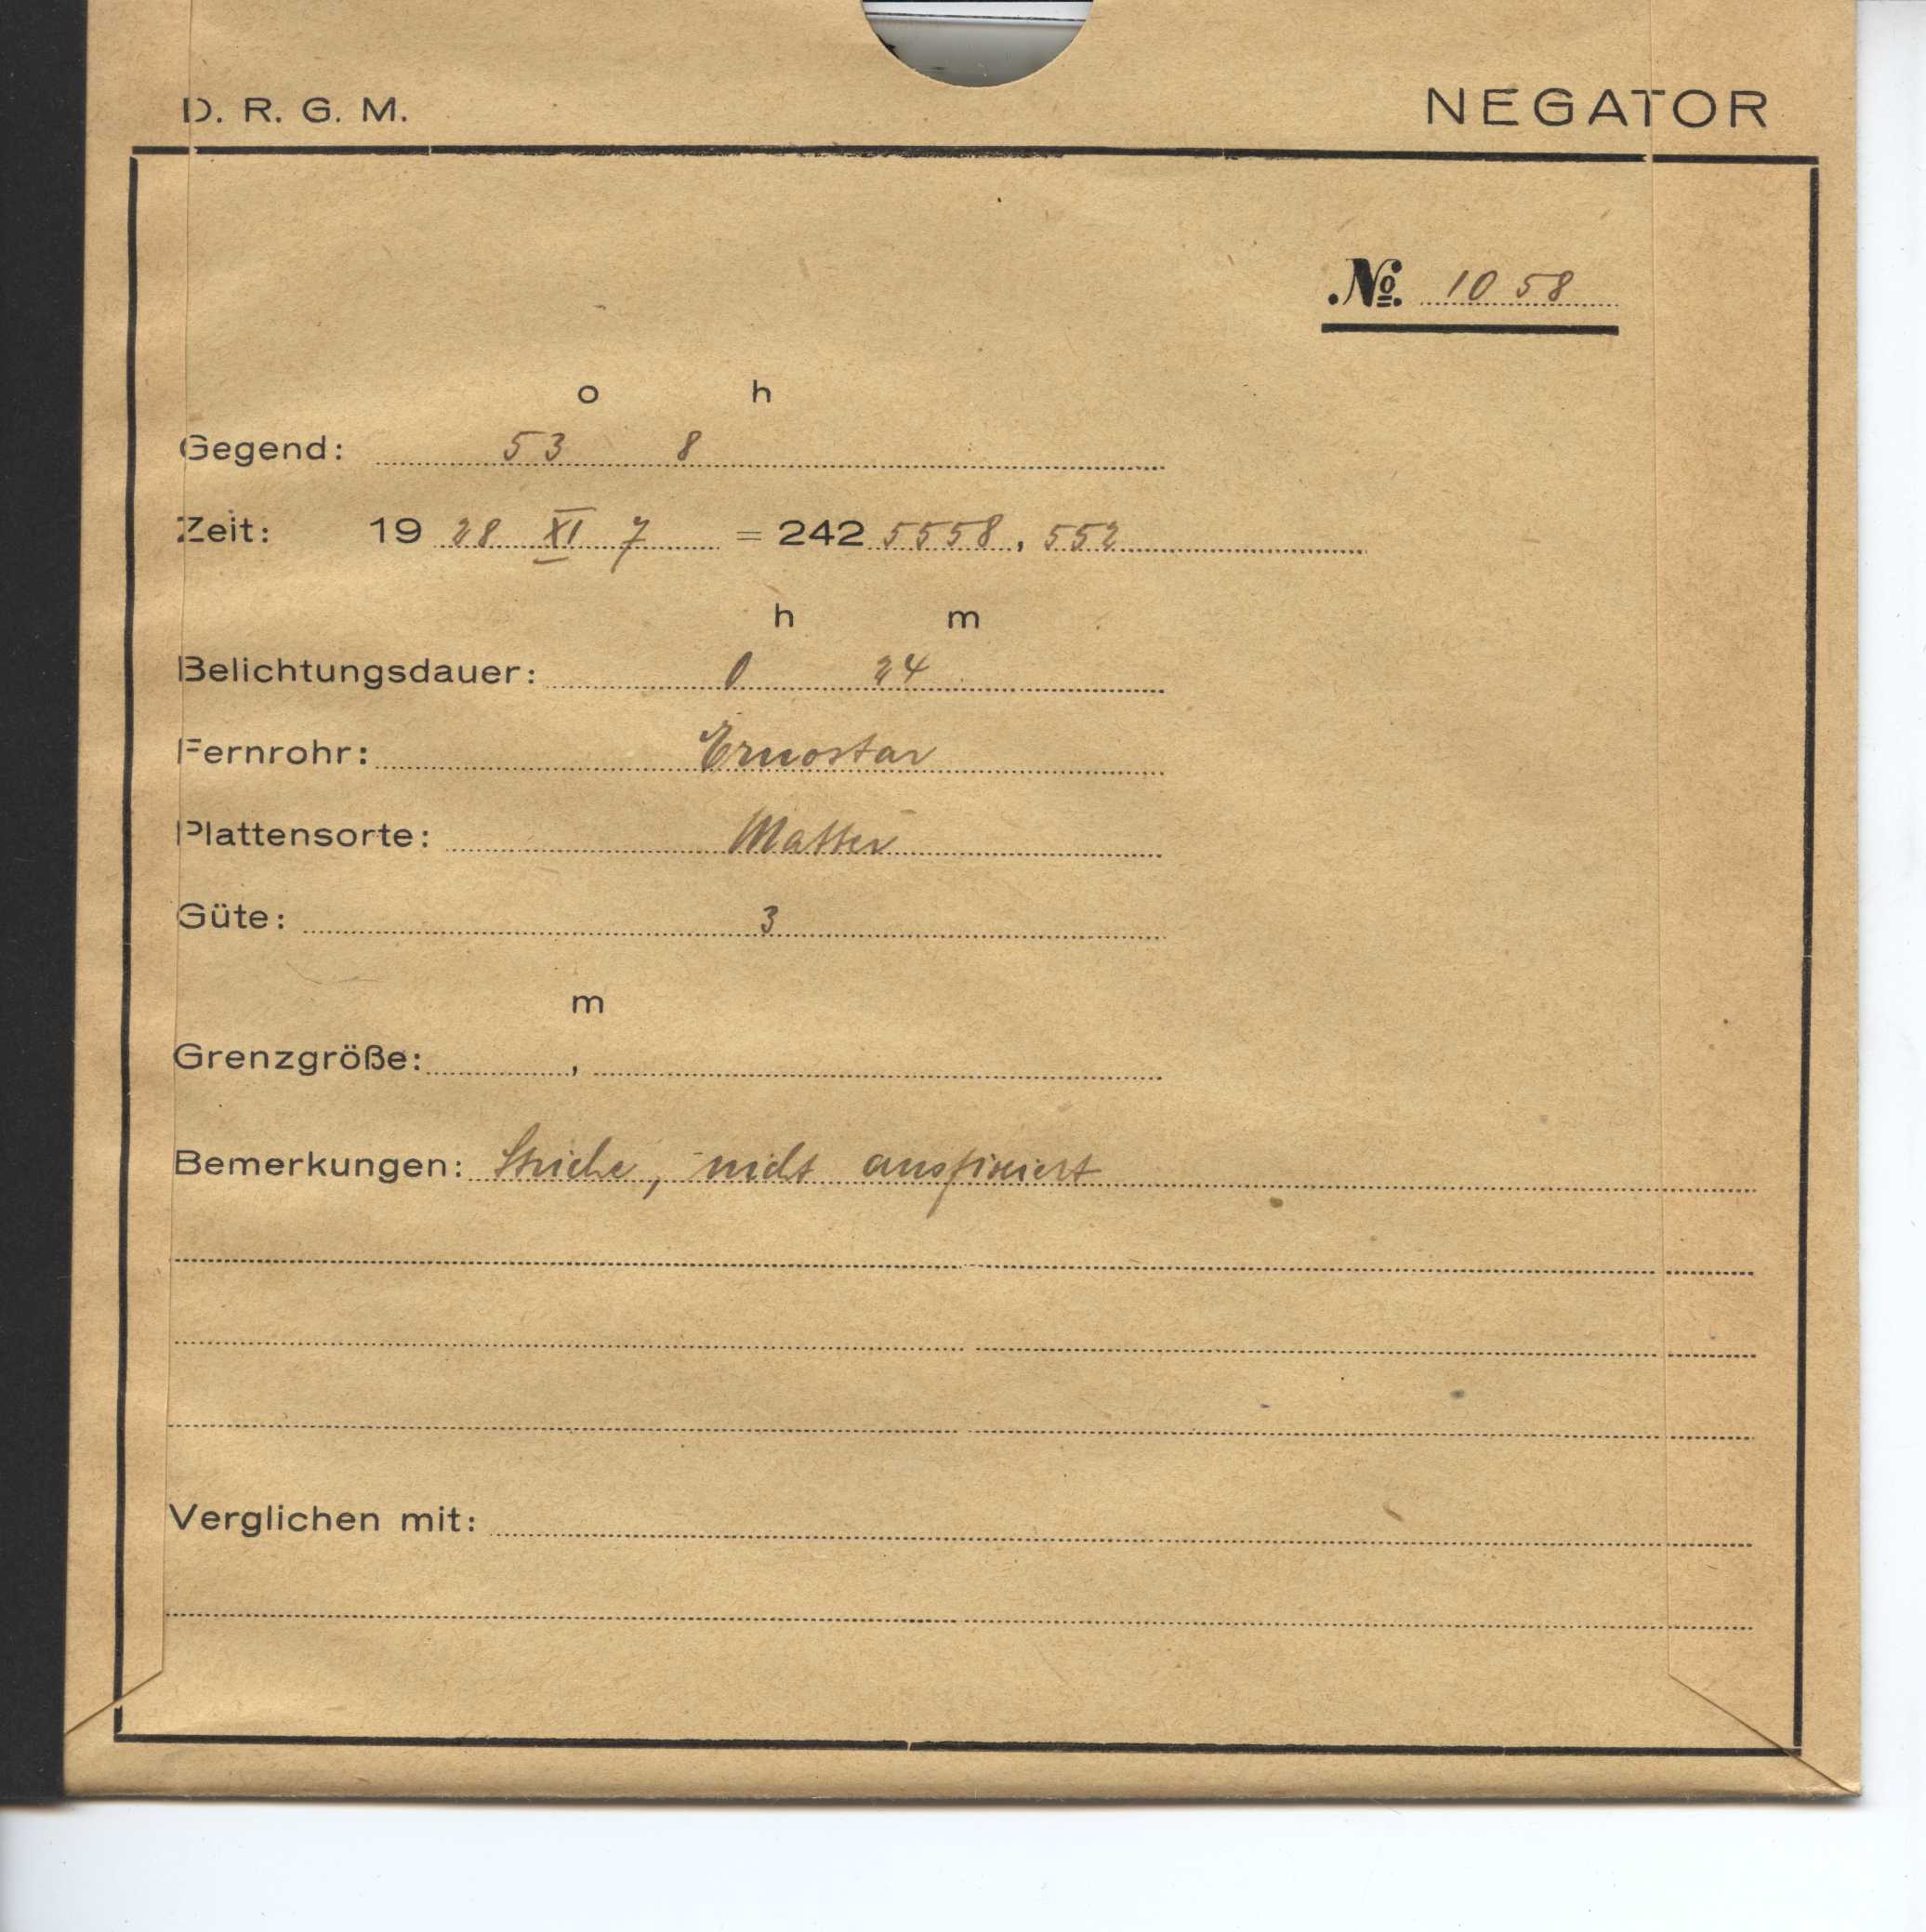 D. R. G. M. NEGATOR
No. 1058
o h
Gegend: 53 8
Zeit: 19 28 XI 7 = 242 5558, 552
h m
Belichtungsdauer: 0 24
Fernrohr: Ernostar
Plattensorte: Matter
Güte: 3
m
Grenzgröße: ,
Bemerkungen: Striche, nicht ausfixiert
Verglichen mit: